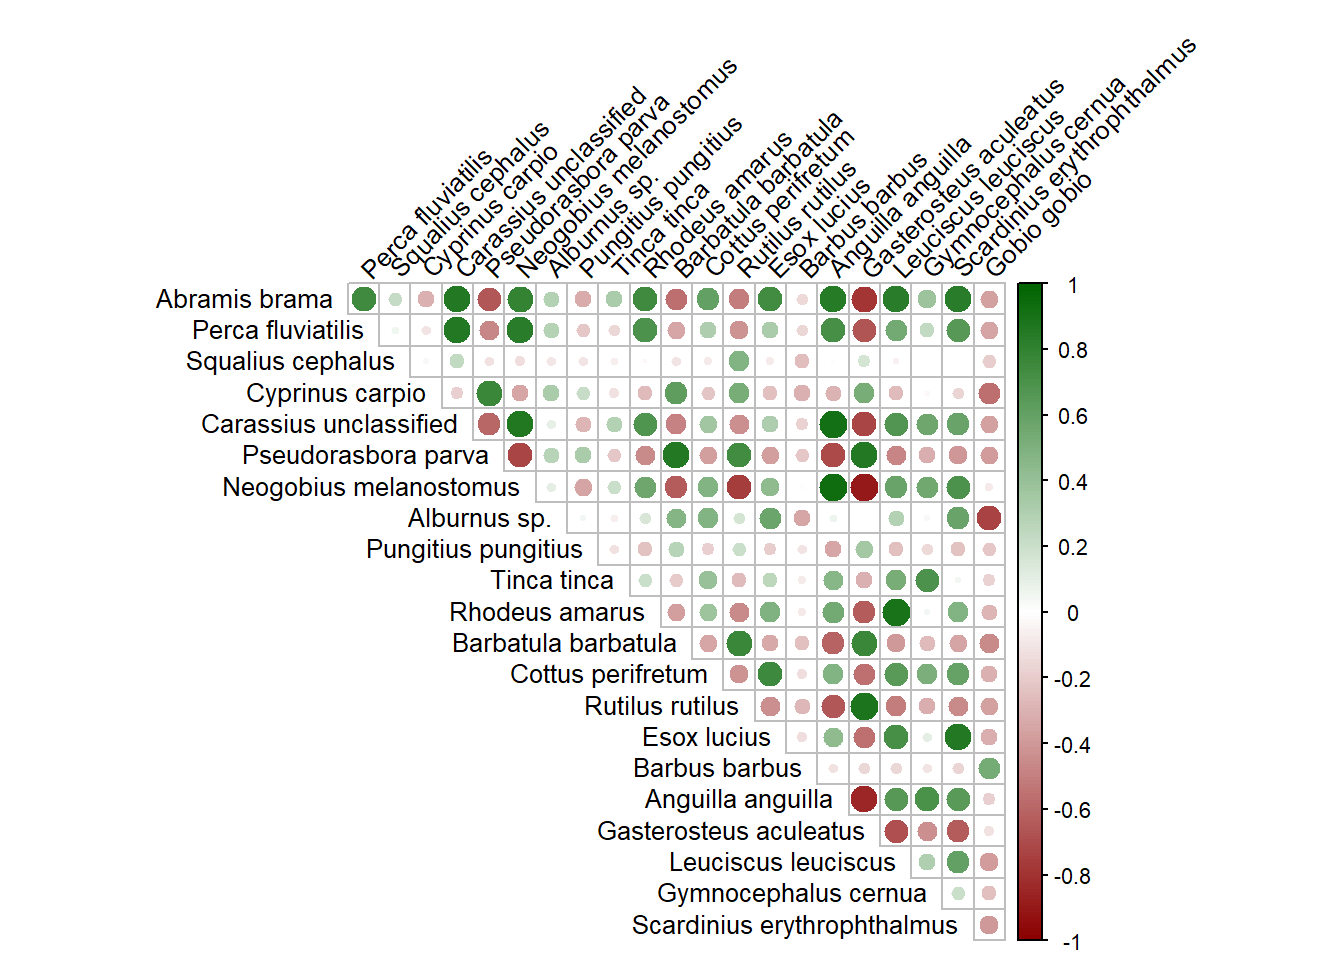 Perca fluviatilis
Squalius cephalus
Cyprinus carpio
Carassius unclassified
Pseudorasbora parva
Neogobius melanostomus
Alburnus sp.
Pungitius pungitius
Tinca tinca
Rhodeus amarus
Barbatula barbatula
Cottus perifretum
Rutilus rutilus
Esox lucius
Barbus barbus
Anguilla anguilla
Gasterosteus aculeatus
Leuciscus leuciscus
Gymnocephalus cernua
Scardinius erythrophthalmus
Gobio gobio
Abramis brama
Perca fluviatilis
Squalius cephalus
Cyprinus carpio
Carassius unclassified
Pseudorasbora parva
Neogobius melanostomus
Alburnus sp.
Pungitius pungitius
Tinca tinca
Rhodeus amarus
Barbatula barbatula
Cottus perifretum
Rutilus rutilus
Esox lucius
Barbus barbus
Anguilla anguilla
Gasterosteus aculeatus
Leuciscus leuciscus
Gymnocephalus cernua
Scardinius erythrophthalmus
1
0.8
0.6
0.4
0.2
0
-0.2
-0.4
-0.6
-0.8
-1